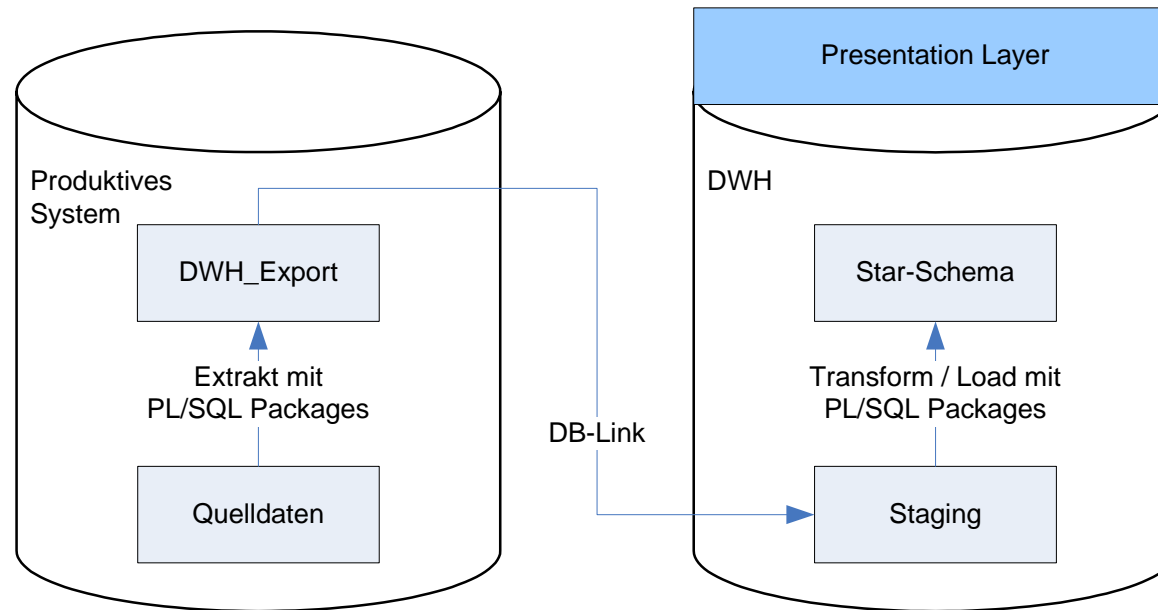 Presentation Layer
Produktives
System
DWH_Export
Extrakt mit
PL/SQL Packages
Quelldaten
DB-Link
DWH
Star-Schema
Transform / Load mit
PL/SQL Packages
Staging